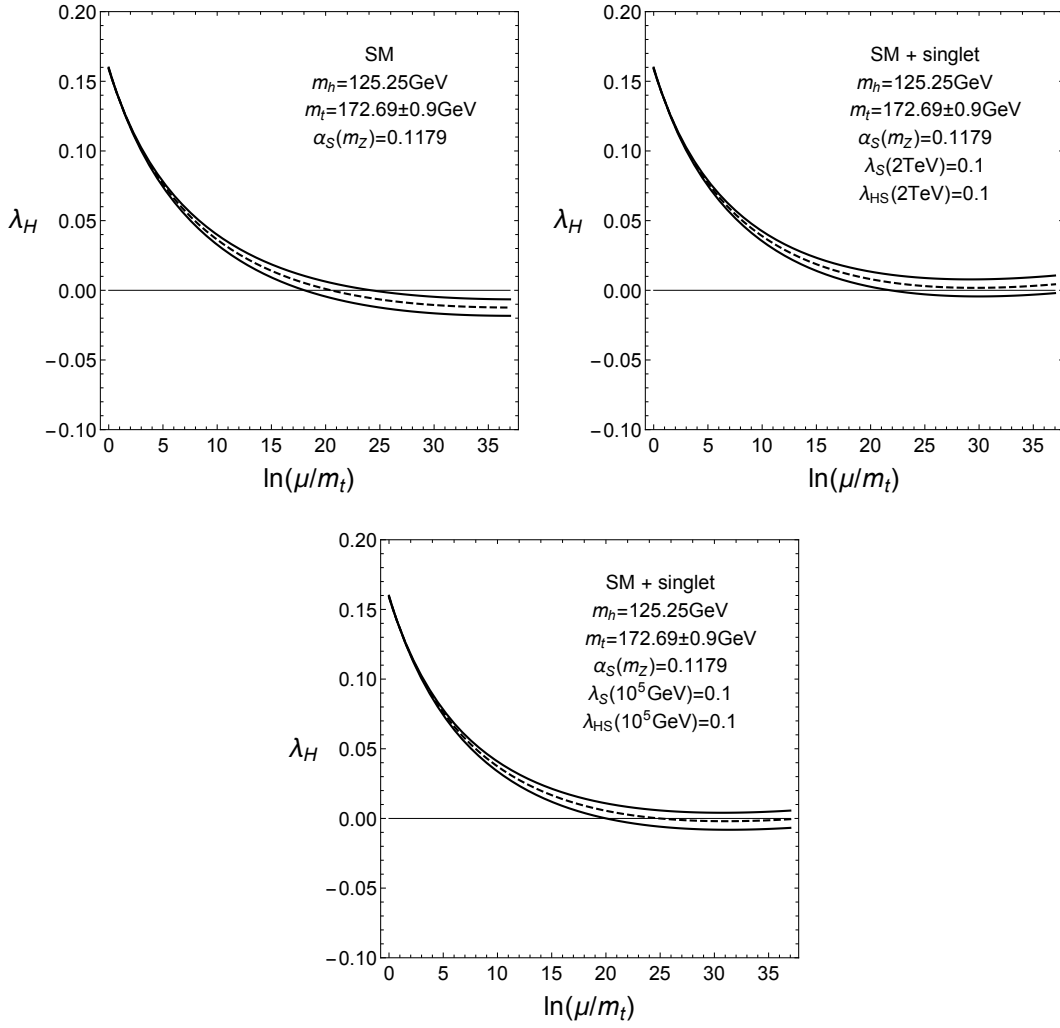 0.20
0.15
0.10
0.05
0.00
−0.05
−0.10
λH
SM
mh=125.25GeV
mt=172.69±0.9GeV
αS(mZ)=0.1179
0 5 10 15 20 25 30 35
ln(μ/mt)
0.20
0.15
0.10
0.05
0.00
−0.05
−0.10
λH
SM + singlet
mh=125.25GeV
mt=172.69±0.9GeV
αS(mZ)=0.1179
λS(2TeV)=0.1
λHS(2TeV)=0.1
0 5 10 15 20 25 30 35
ln(μ/mt)
0.20
0.15
0.10
0.05
0.00
−0.05
−0.10
λH
SM + singlet
mh=125.25GeV
mt=172.69±0.9GeV
αS(mZ)=0.1179
λS(10⁵GeV)=0.1
λHS(10⁵GeV)=0.1
0 5 10 15 20 25 30 35
ln(μ/mt)